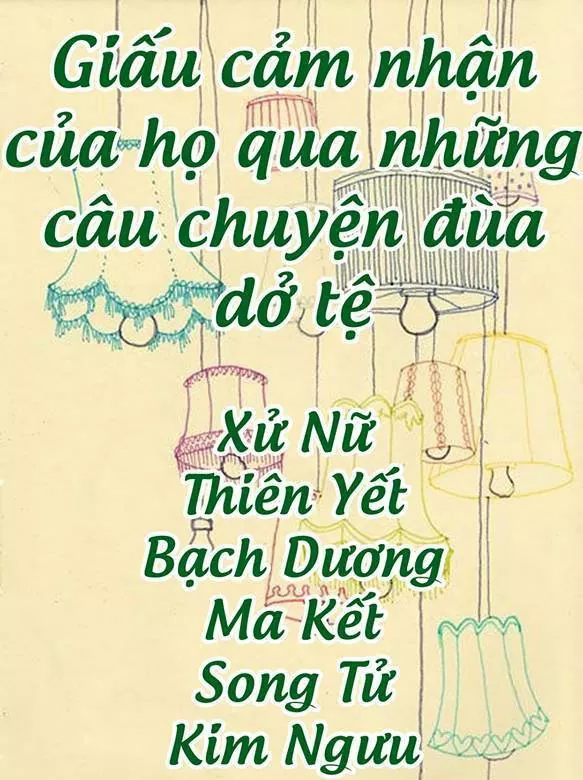 Giấu cảm nhận
của họ qua những
câu chuyện đùa
dở tệ
Xử Nữ
Thiên Yết
Bạch Dương
Ma Kết
Song Tử
Kim Ngưu